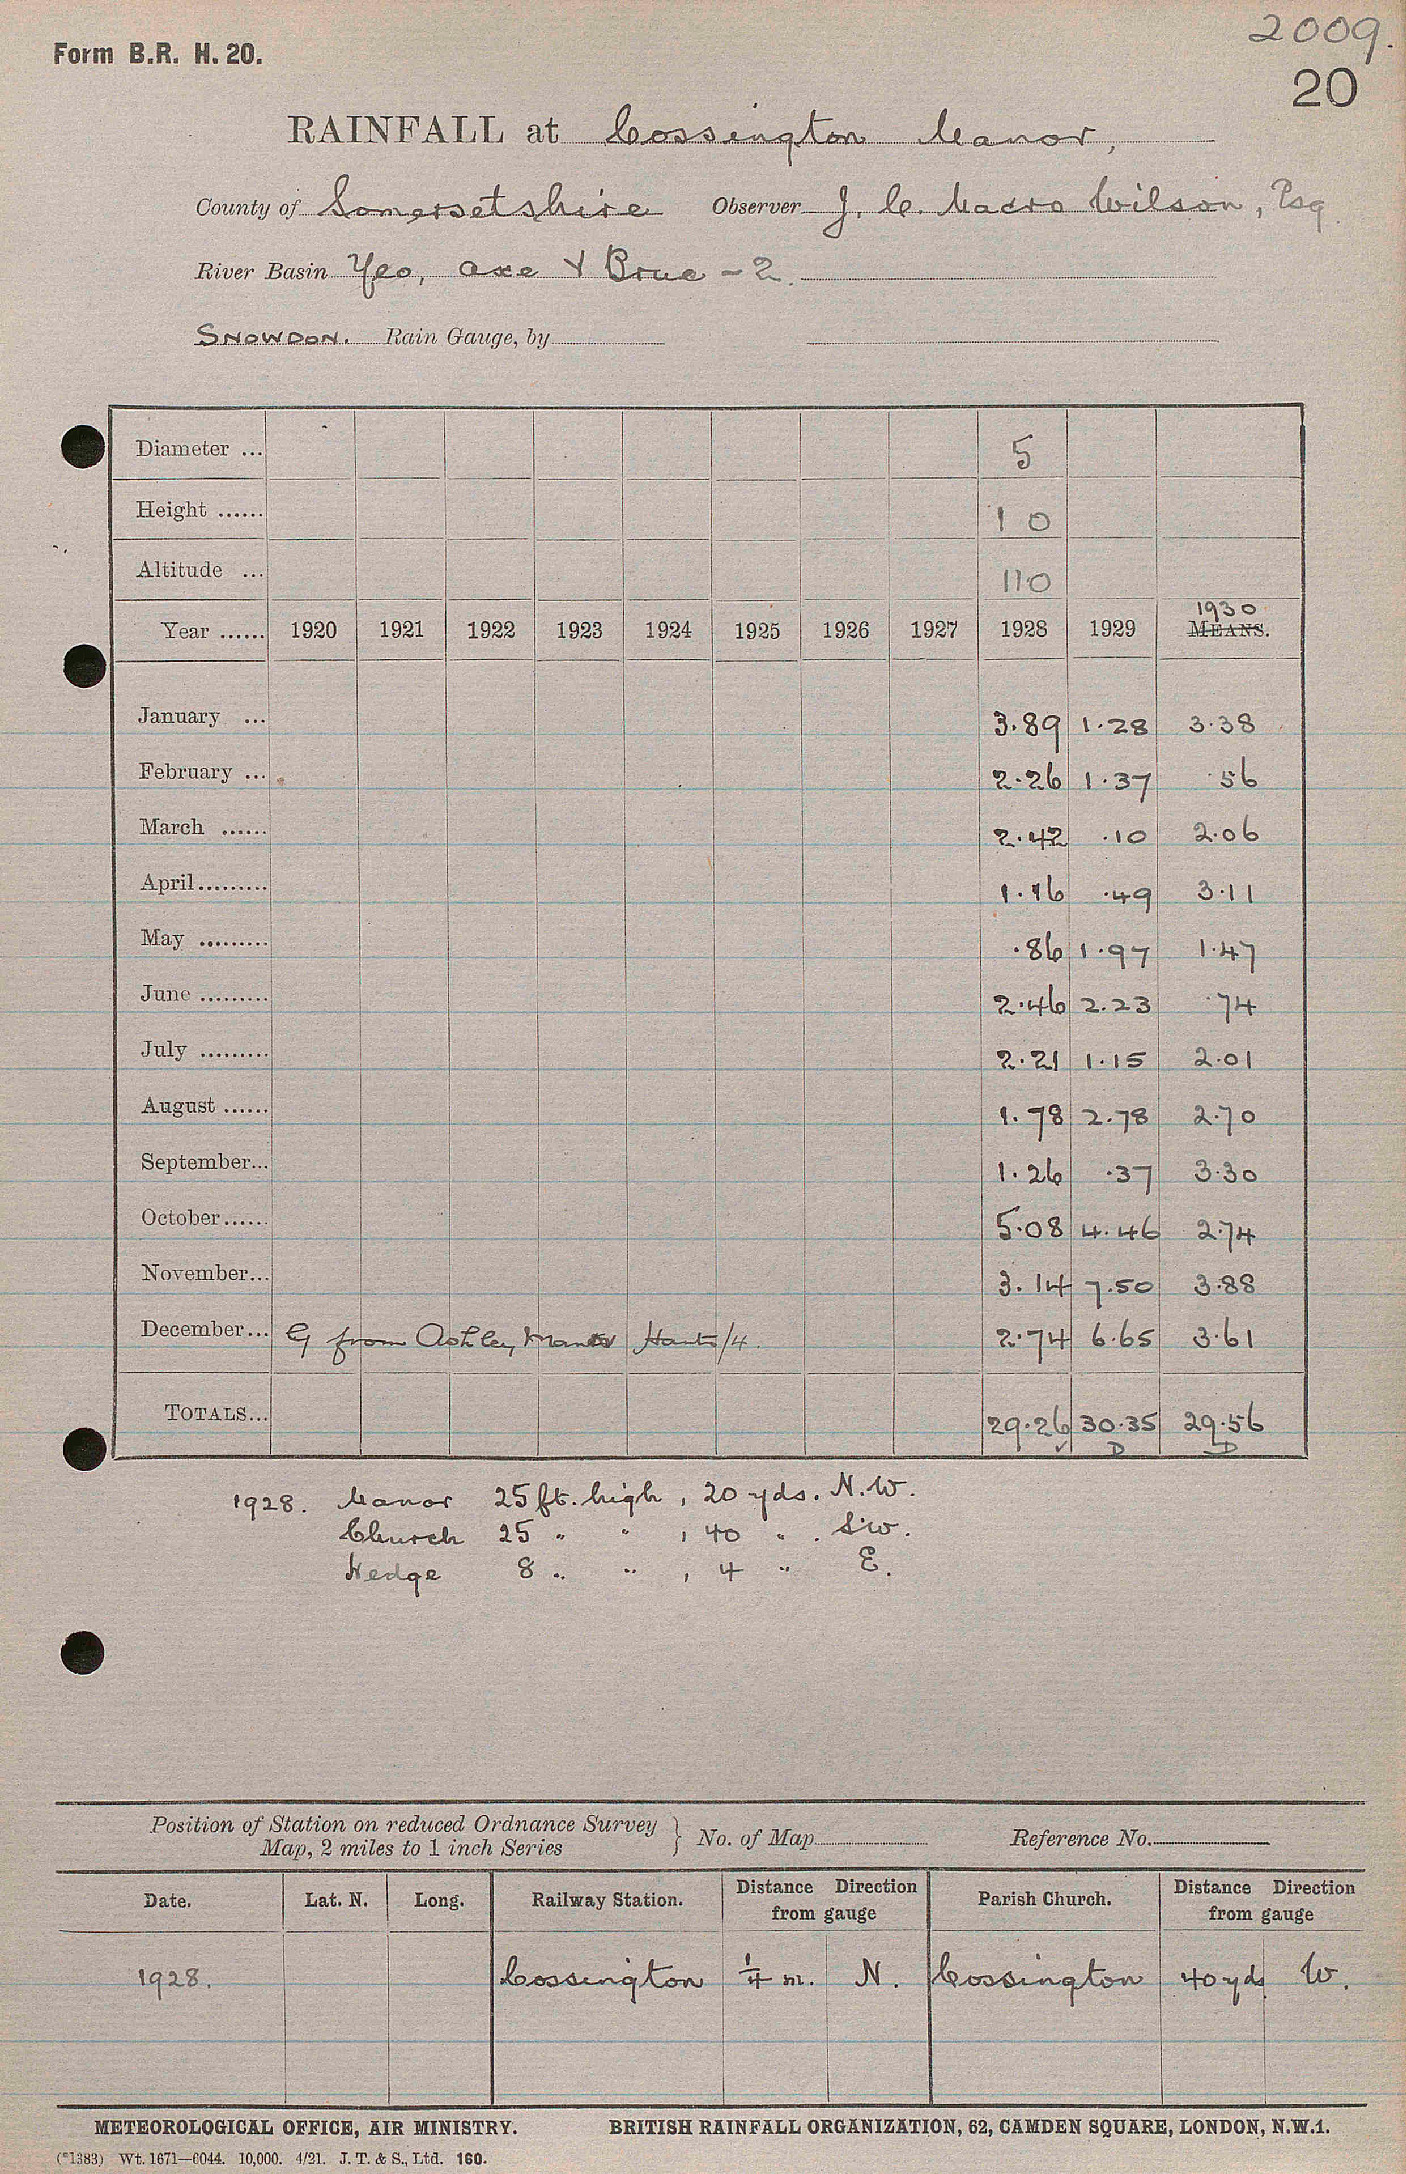 2009.
Form B.R. H. 20.
20
RAINFALL at Cossington Manor,
County of Somersetshire Observer J. C. Macro Wilson, Esq.
River Basin Yeo, Axe & Brue - 2.
SNOWDON. Rain Gauge, by
Diameter ... 5
Height ...... 1 0
Altitude ... 110
Year ...... 1920 1921 1922 1923 1924 1925 1926 1927 1928 1929 1930 MEANS.
January ... 3.89 1.28 3.38
February ... 2.26 1.37 .56
March ...... 2.42 .10 2.06
April......... 1.16 .49 3.11
May ......... .86 1.97 1.47
June ......... 2.46 2.23 .74
July ......... 2.21 1.15 2.01
August ...... 1.78 2.78 2.70
September... 1.26 .37 3.30
October...... 5.08 4.46 2.74
November... 3.14 7.50 3.88
December... G from Ashley Manor Hants/4. 2.74 6.65 3.61
TOTALS... 29.26 30.35 29.56
✓ D D
1928. Manor 25 ft. high, 20 yds. N.W.
Church 25 " " , 40 " . S.W.
Hedge 8 " " , 4 " E.
Position of Station on reduced Ordnance Survey
Map, 2 miles to 1 inch Series } No. of Map Reference No.
Date. Lat. N. Long. Railway Station. Distance Direction from gauge Parish Church. Distance Direction from gauge
1928. Cossington 1/4 m. N. Cossington 40 yds W.
METEOROLOGICAL OFFICE, AIR MINISTRY. BRITISH RAINFALL ORGANIZATION, 62, CAMDEN SQUARE, LONDON, N.W.1.
(*1383) Wt. 1671—6044. 10,000. 4/21. J. T. & S., Ltd. 160.